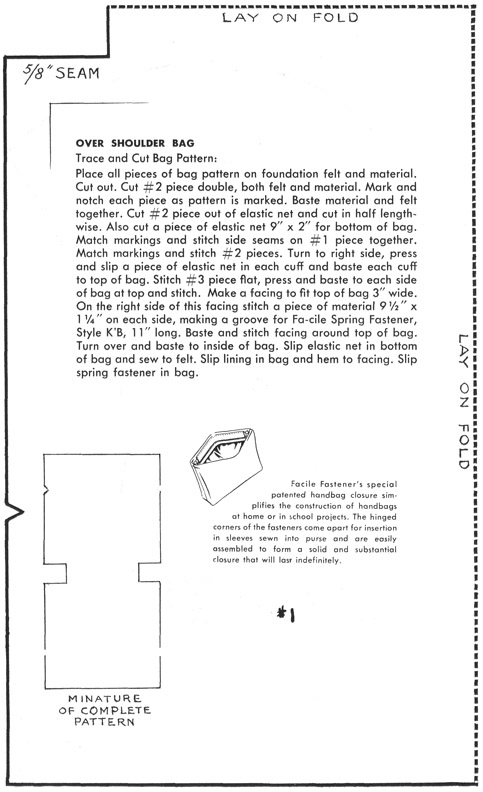 LAY ON FOLD
5/8" SEAM
OVER SHOULDER BAG
Trace and Cut Bag Pattern:
Place all pieces of bag pattern on foundation felt and material.
Cut out. Cut #2 piece double, both felt and material. Mark and
notch each piece as pattern is marked. Baste material and felt
together. Cut #2 piece out of elastic net and cut in half length-
wise. Also cut a piece of elastic net 9" x 2" for bottom of bag.
Match markings and stitch side seams on #1 piece together.
Match markings and stitch #2 pieces. Turn to right side, press
and slip a piece of elastic net in each cuff and baste each cuff
to top of bag. Stitch #3 piece flat, press and baste to each side
of bag at top and stitch. Make a facing to fit top of bag 3" wide.
On the right side of this facing stitch a piece of material 9½" x
1¼" on each side, making a groove for Fa-cile Spring Fastener,
Style K'B, 11" long. Baste and stitch facing around top of bag.
Turn over and baste to inside of bag. Slip elastic net in bottom
of bag and sew to felt. Slip lining in bag and hem to facing. Slip
spring fastener in bag.
LAY ON FOLD
Facile Fastener's special
patented handbag closure sim-
plifies the construction of handbags
at home or in school projects. The hinged
corners of the fasteners come apart for insertion
in sleeves sewn into purse and are easily
assembled to form a solid and substantial
closure that will last indefinitely.
#1
MINATURE
OF COMPLETE
PATTERN